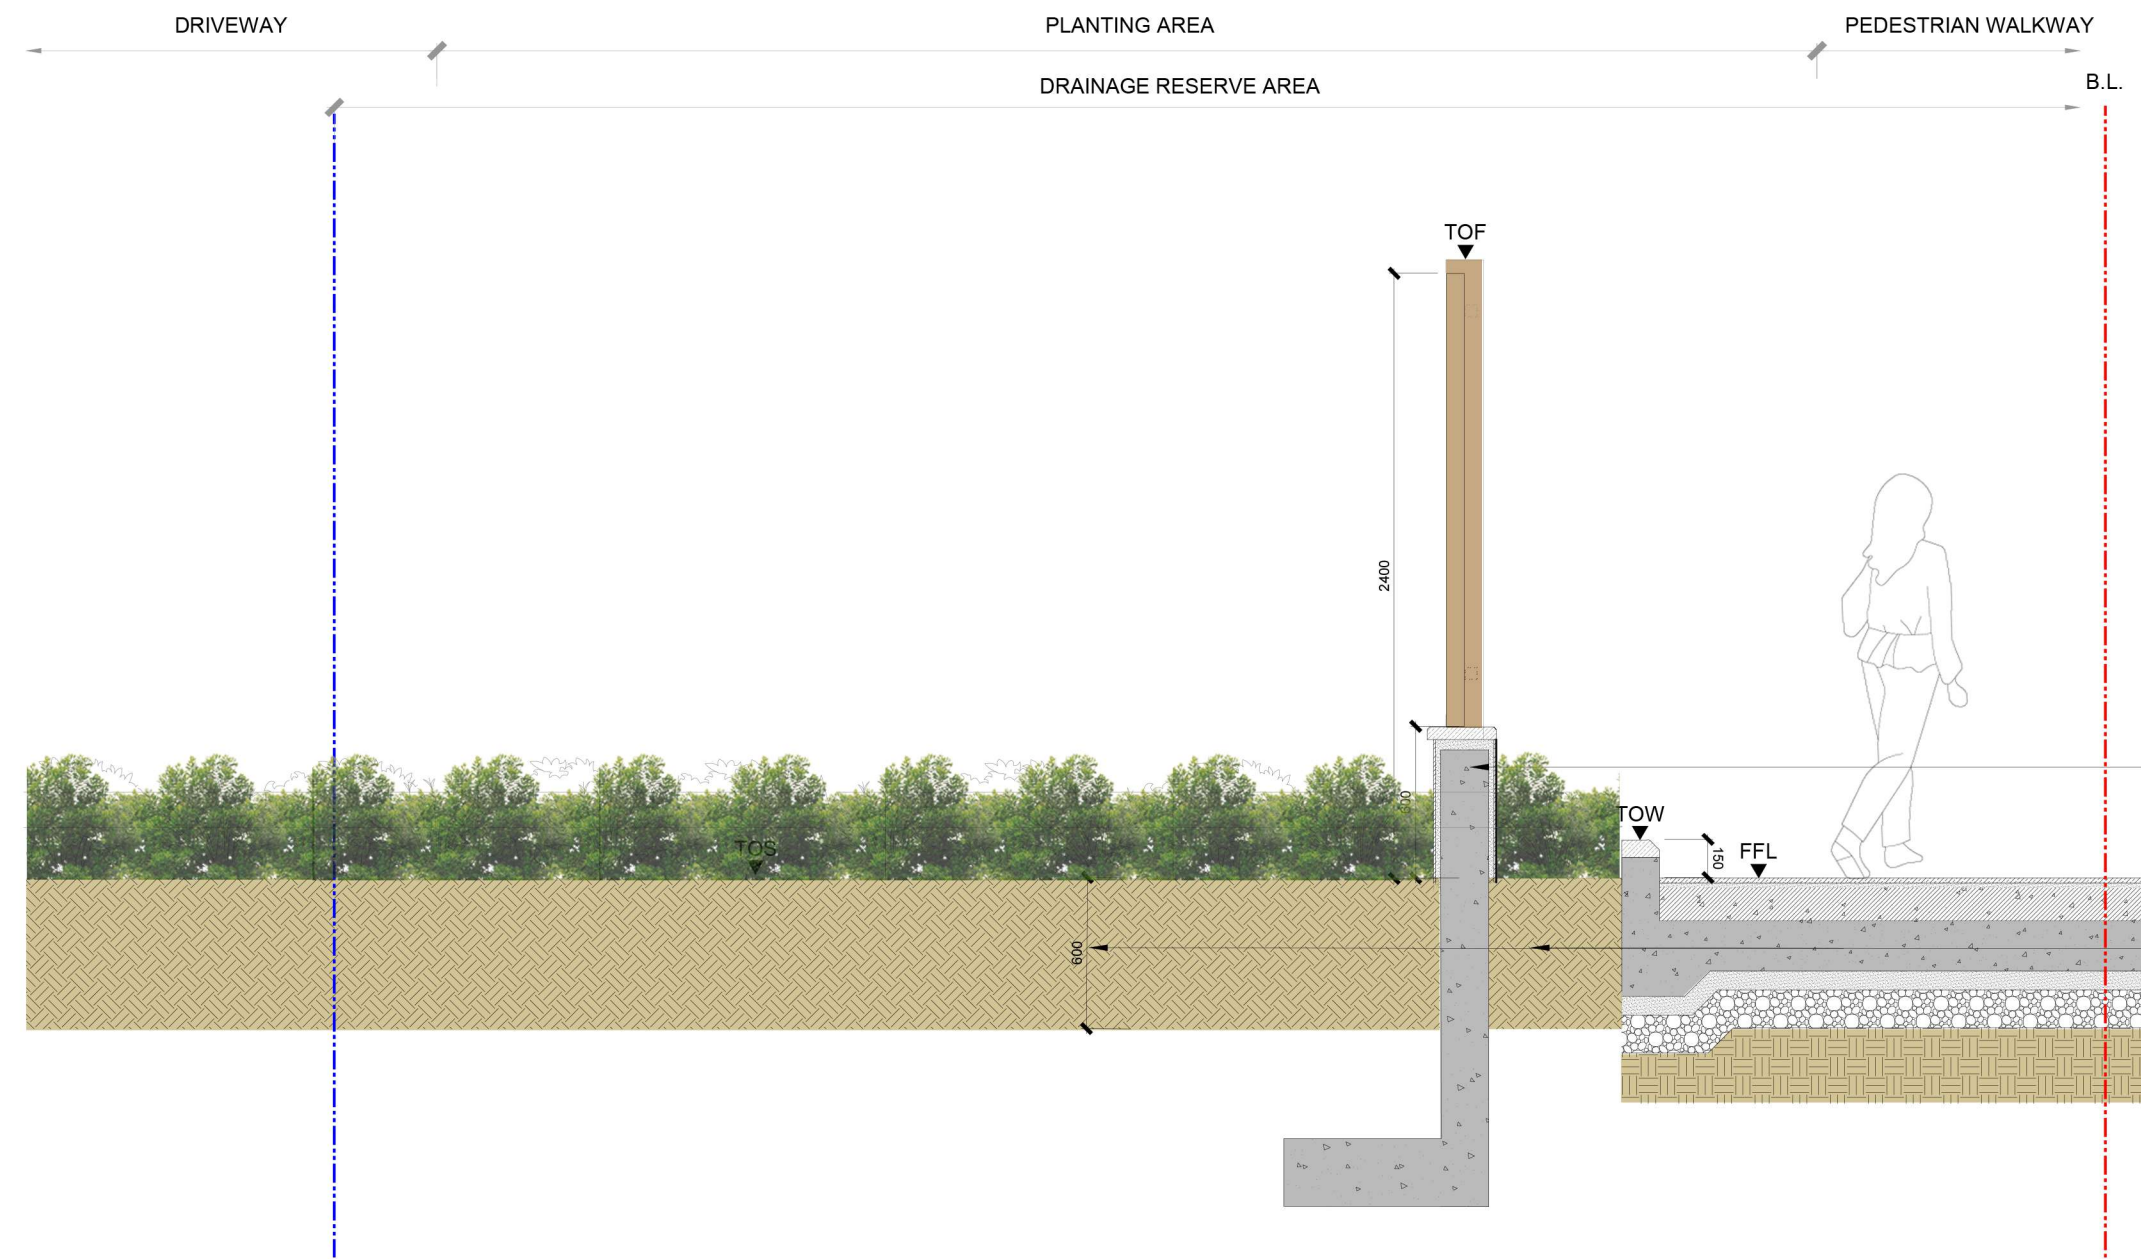 DRIVEWAY
PLANTING AREA
PEDESTRIAN WALKWAY
DRAINAGE RESERVE AREA
B.L.
TOF
2400
TOW
150
FFL
TOS
600